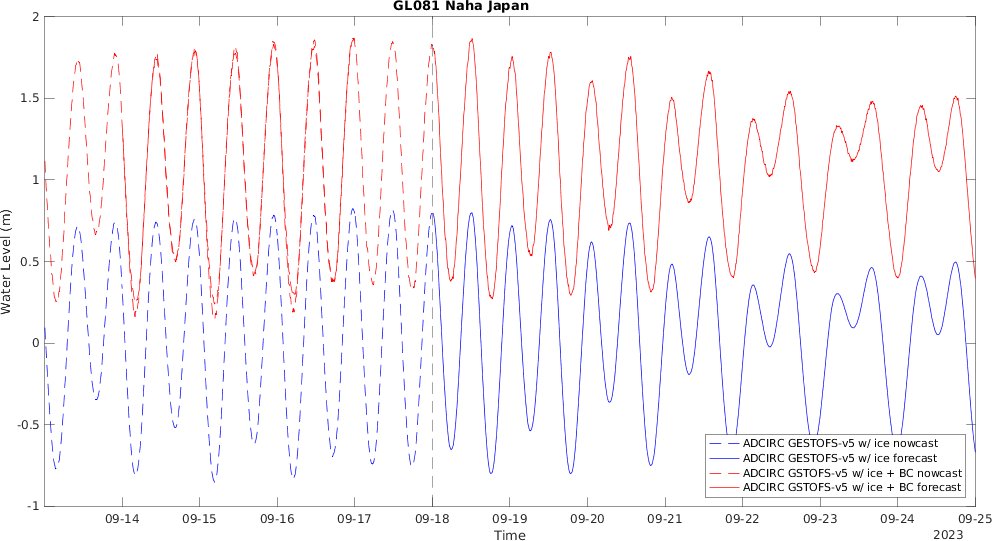 GL081 Naha Japan
2
1.5
1
0.5
0
-0.5
-1
Water Level (m)
09-14
09-15
09-16
09-17
09-18
09-19
09-20
09-21
09-22
09-23
09-24
09-25
Time
2023
ADCIRC GESTOFS-v5 w/ ice nowcast
ADCIRC GESTOFS-v5 w/ ice forecast
ADCIRC GSTOFS-v5 w/ ice + BC nowcast
ADCIRC GSTOFS-v5 w/ ice + BC forecast